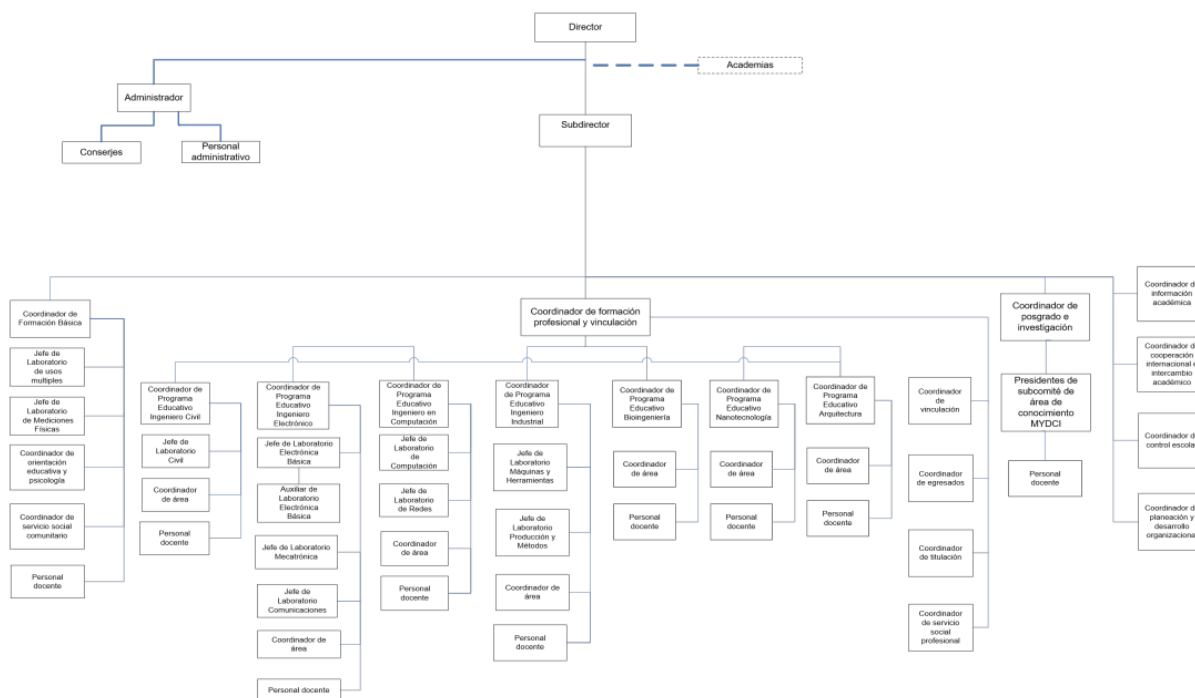 Director
Academias
Administrador
Subdirector
Conserjes
Personal
administrativo
Coordinador de
Formación Básica
Jefe de
Laboratorio
de usos
multiples
Jefe de
Laboratorio
de Mediciones
Físicas
Coordinador de
orientación
educativa y
psicología
Coordinador de
servicio social
comunitario
Personal
docente
Coordinador de formación
profesional y vinculación
Coordinador de
Programa
Educativo
Ingeniero Civil
Jefe de
Laboratorio
Civil
Coordinador
de área
Personal
docente
Coordinador de
Programa
Educativo
Ingeniero
Electrónico
Jefe de Laboratorio
Electrónica
Básica
Auxiliar de
Laboratorio
Electrónica
Básica
Jefe de Laboratorio
Mecatrónica
Jefe de
Laboratorio
Comunicaciones
Coordinador de
área
Personal docente
Coordinador
de Programa
Educativo
Ingeniero en
Computación
Jefe de
Laboratorio
de
Computación
Jefe de
Laboratorio
de Redes
Coordinador
de área
Personal
docente
Coordinador
de Programa
Educativo
Ingeniero
Industrial
Jefe de
Laboratorio
Máquinas y
Herramientas
Jefe de
Laboratorio
Producción y
Métodos
Coordinador
de área
Personal
docente
Coordinador
de Programa
Educativo
Bioingeniería
Coordinador
de área
Personal
docente
Coordinador
de Programa
Educativo
Nanotecnología
Coordinador
de área
Personal
docente
Coordinador
de Programa
Educativo
Arquitectura
Coordinador
de área
Personal
docente
Coordinador
de
vinculación
Coordinador
de egresados
Coordinador
de titulación
Coordinador
de servicio
social
profesional
Coordinador de
posgrado e
investigación
Presidentes de
subcomité de
área de
conocimiento
MYDCI
Personal
docente
Coordinador d
información
académica
Coordinador d
cooperación
internacional e
intercambio
académico
Coordinador d
control escola
Coordinador d
planeación y
desarrollo
organizaciona